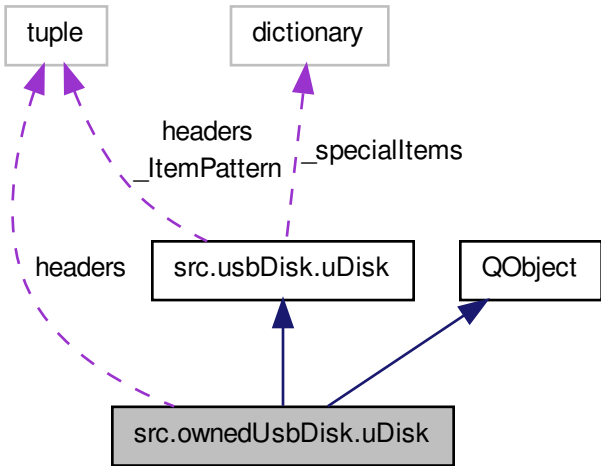 tuple
dictionary
headers
_ItemPattern
_specialItems
headers
src.usbDisk.uDisk
QObject
src.ownedUsbDisk.uDisk